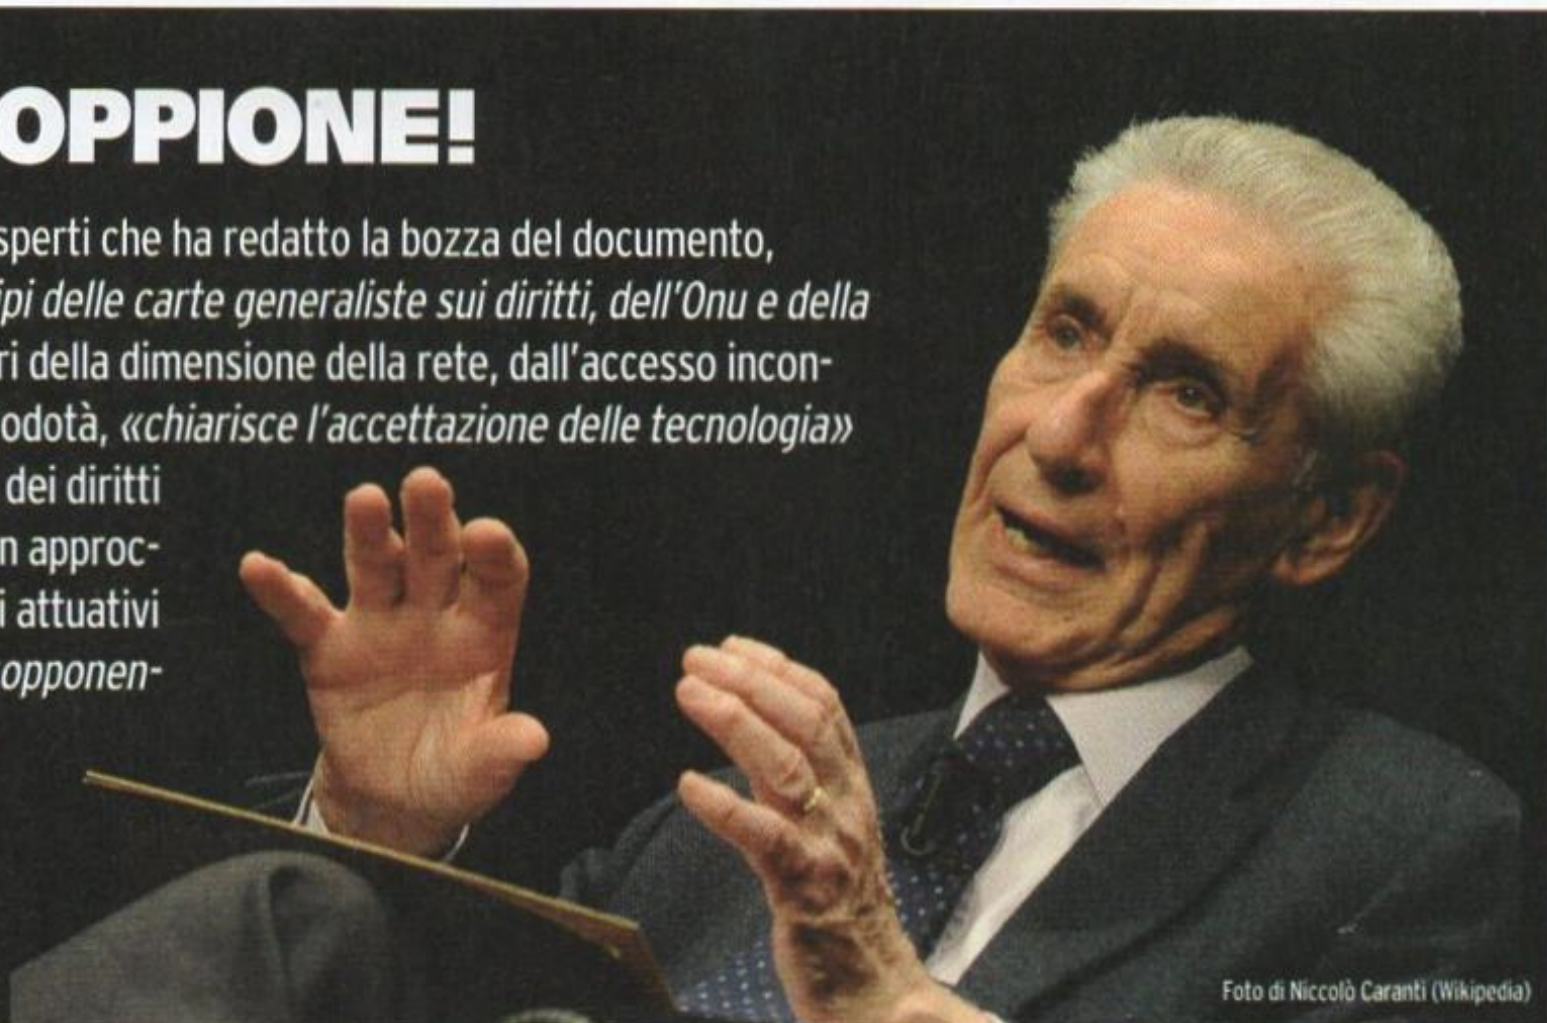 OPPIONE!
sperti che ha redatto la bozza del documento,
ipi delle carte generaliste sui diritti, dell'Onu e della
ri della dimensione della rete, dall'accesso incon-
odotà, «chiarisce l'accettazione delle tecnologia»
dei diritti
n approc-
i attuativi
opponen-
Foto di Niccolò Caranti (Wikipedia)